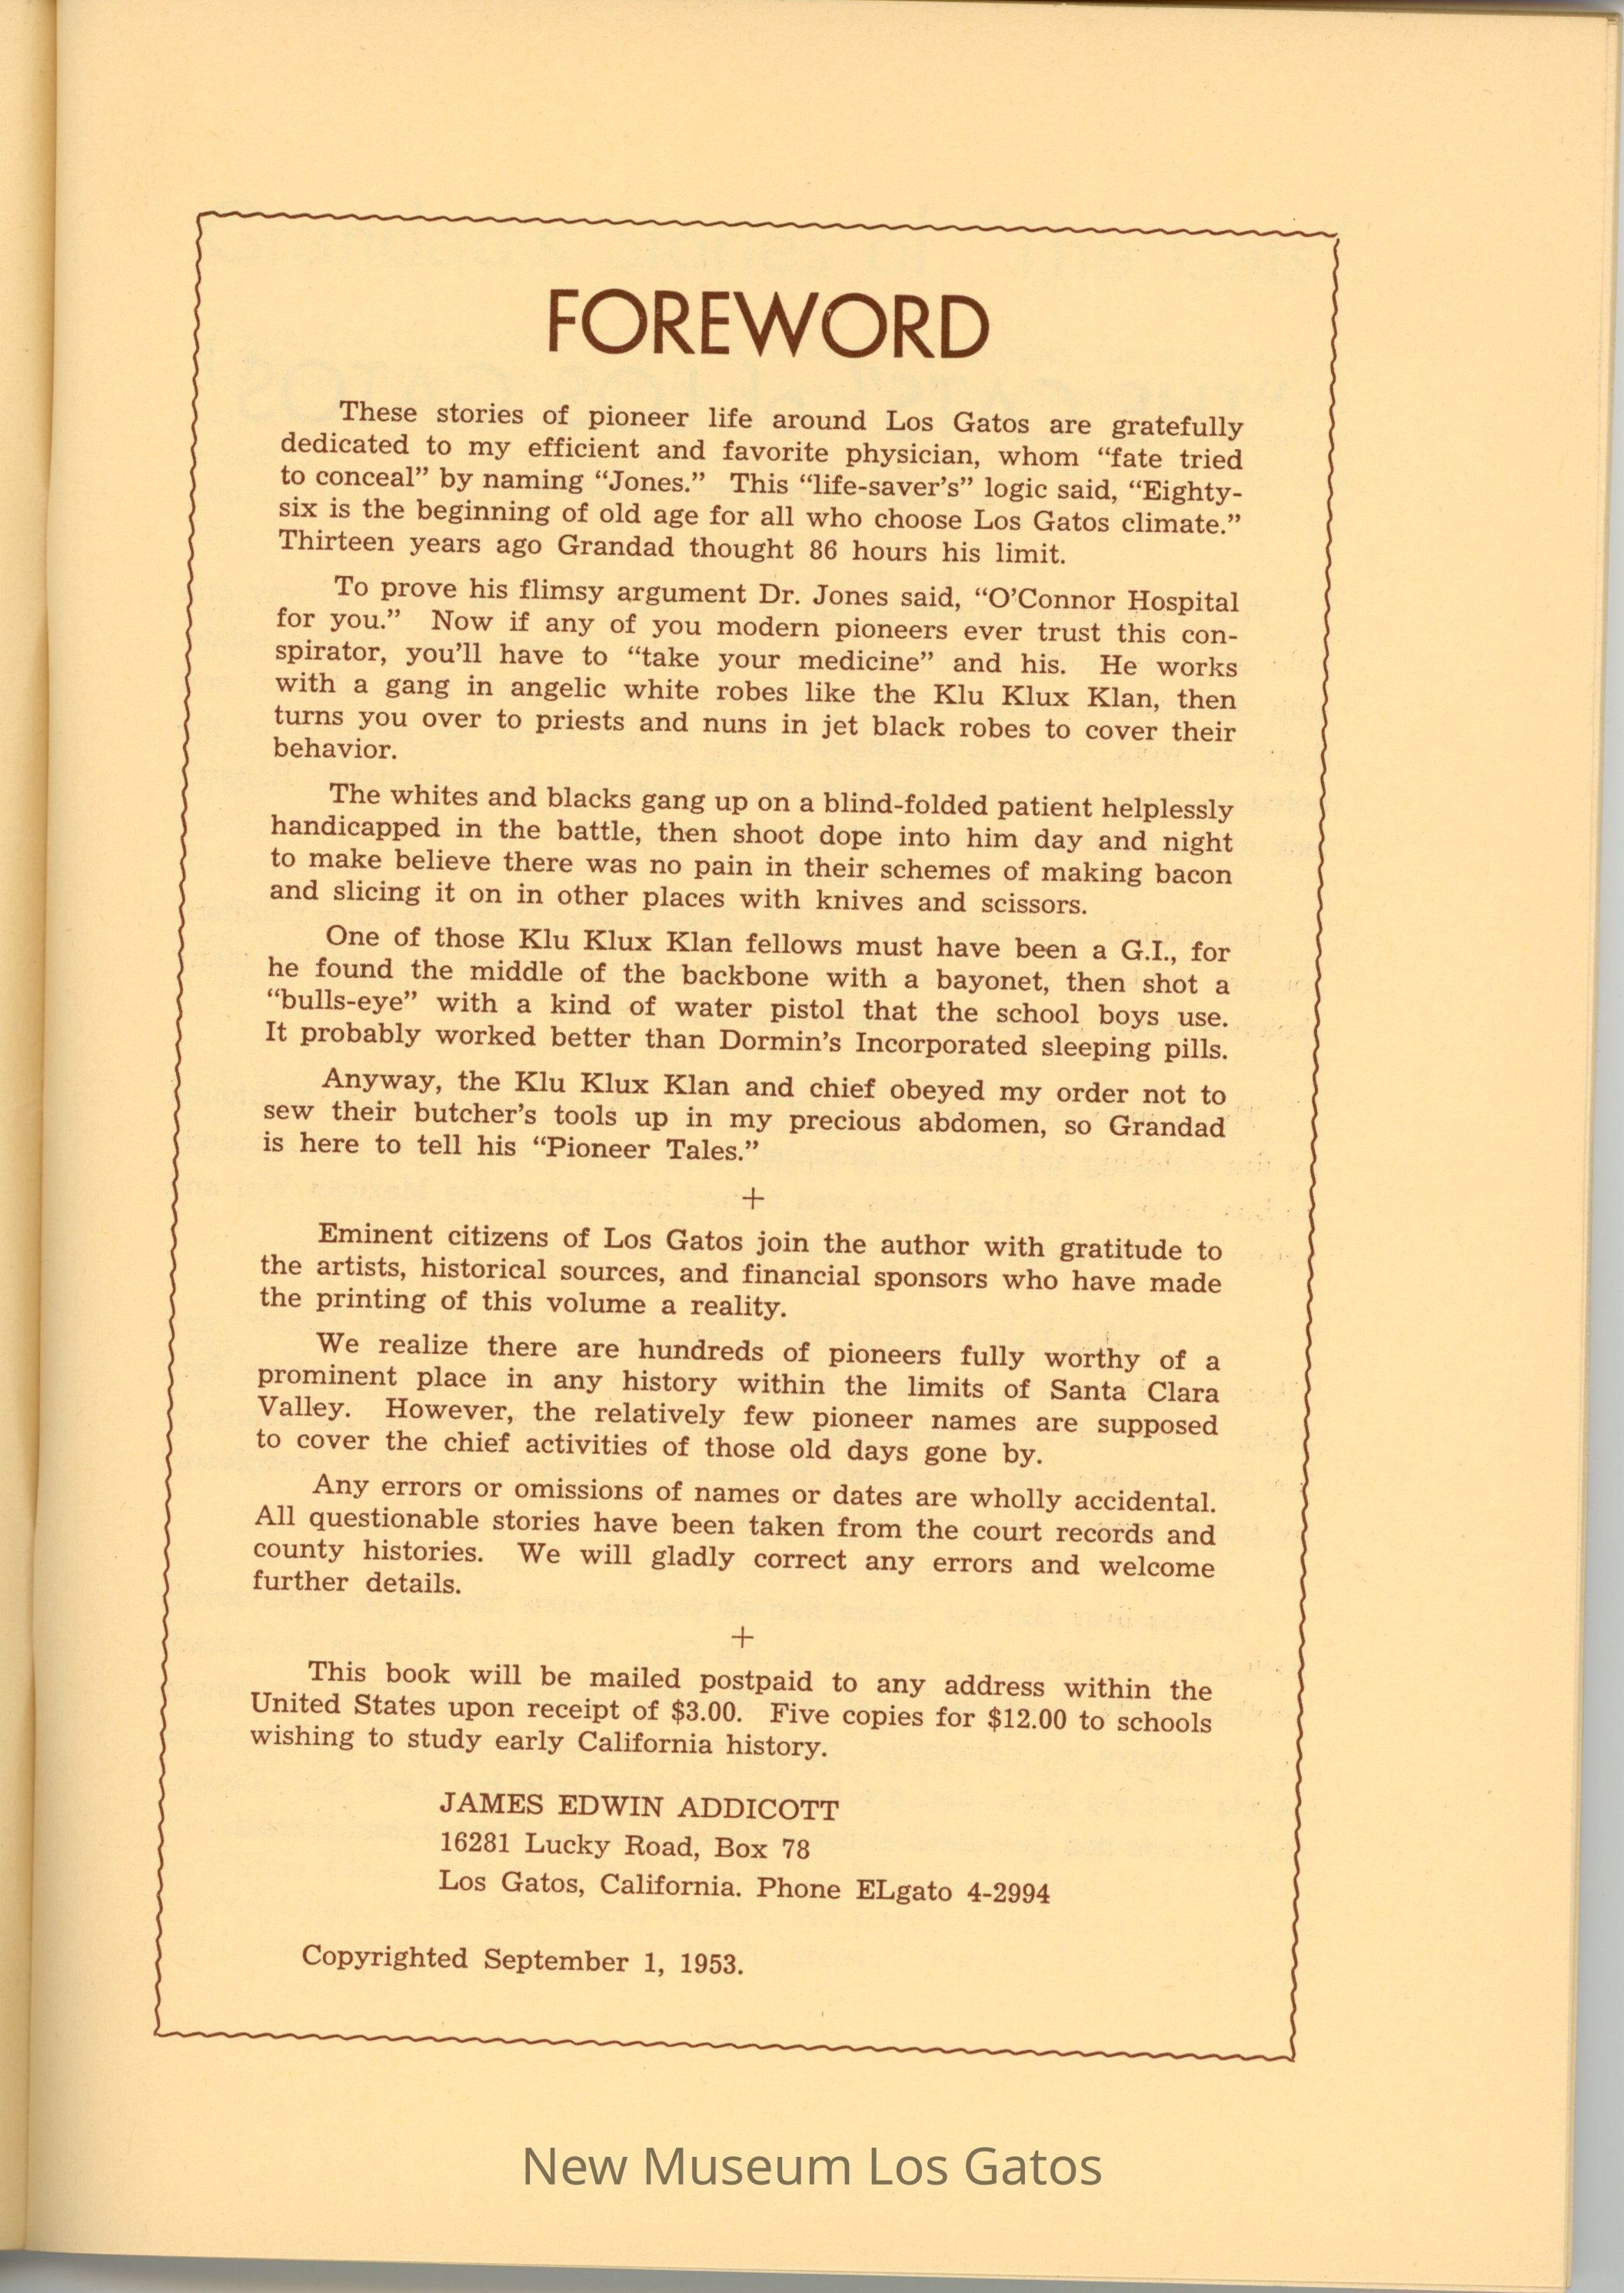 FOREWORD
These stories of pioneer life around Los Gatos are gratefully
dedicated to my efficient and favorite physician, whom “fate tried
to conceal” by naming “Jones.” This “life-saver’s” logic said, “Eighty-
six is the beginning of old age for all who choose Los Gatos climate.”
Thirteen years ago Grandad thought 86 hours his limit.
To prove his flimsy argument Dr. Jones said, “O’Connor Hospital
for you.” Now if any of you modern pioneers ever trust this con-
spirator, you’ll have to “take your medicine” and his. He works
with a gang in angelic white robes like the Klu Klux Klan, then
turns you over to priests and nuns in jet black robes to cover their
behavior.
The whites and blacks gang up on a blind-folded patient helplessly
handicapped in the battle, then shoot dope into him day and night
to make believe there was no pain in their schemes of making bacon
and slicing it on in other places with knives and scissors.
One of those Klu Klux Klan fellows must have been a G.I., for
he found the middle of the backbone with a bayonet, then shot a
“bulls-eye” with a kind of water pistol that the school boys use.
It probably worked better than Dormin’s Incorporated sleeping pills.
Anyway, the Klu Klux Klan and chief obeyed my order not to
sew their butcher’s tools up in my precious abdomen, so Grandad
is here to tell his “Pioneer Tales.”
+
Eminent citizens of Los Gatos join the author with gratitude to
the artists, historical sources, and financial sponsors who have made
the printing of this volume a reality.
We realize there are hundreds of pioneers fully worthy of a
prominent place in any history within the limits of Santa Clara
Valley. However, the relatively few pioneer names are supposed
to cover the chief activities of those old days gone by.
Any errors or omissions of names or dates are wholly accidental.
All questionable stories have been taken from the court records and
county histories. We will gladly correct any errors and welcome
further details.
+
This book will be mailed postpaid to any address within the
United States upon receipt of $3.00. Five copies for $12.00 to schools
wishing to study early California history.
JAMES EDWIN ADDICOTT
16281 Lucky Road, Box 78
Los Gatos, California. Phone ELgato 4-2994
Copyrighted September 1, 1953.
New Museum Los Gatos